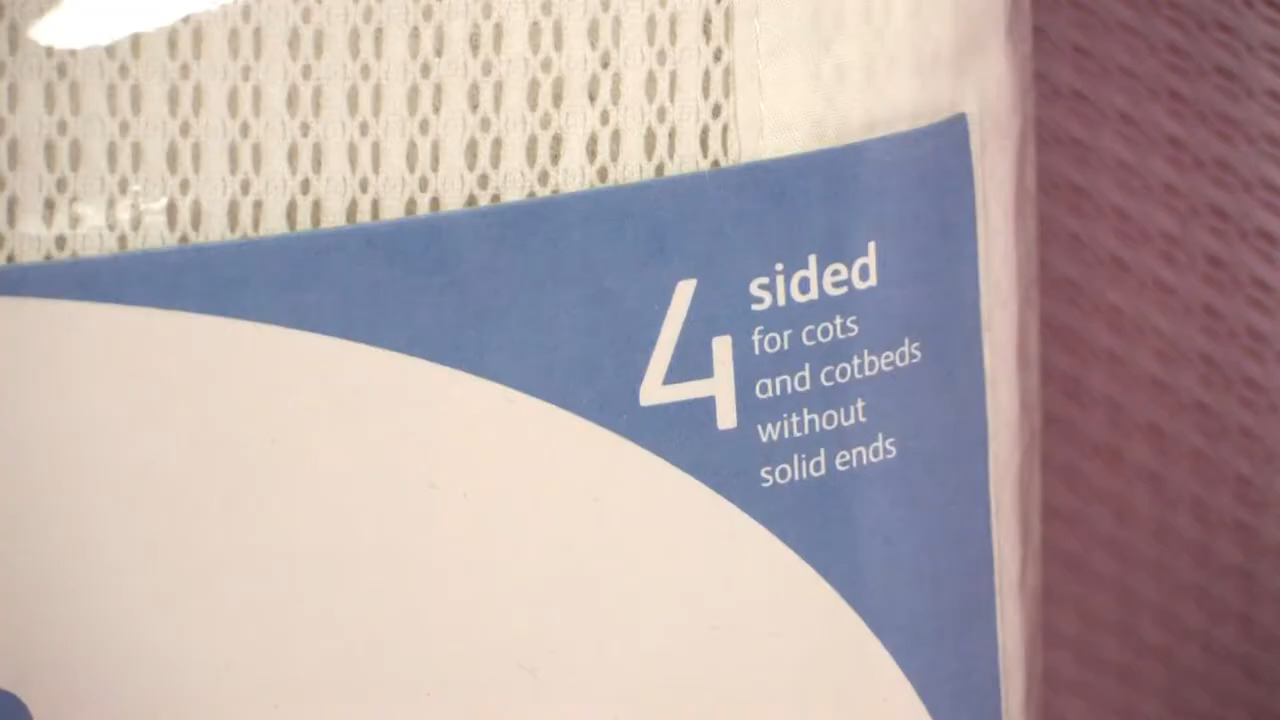 4 sided
for cots
and cotbeds
without
solid ends